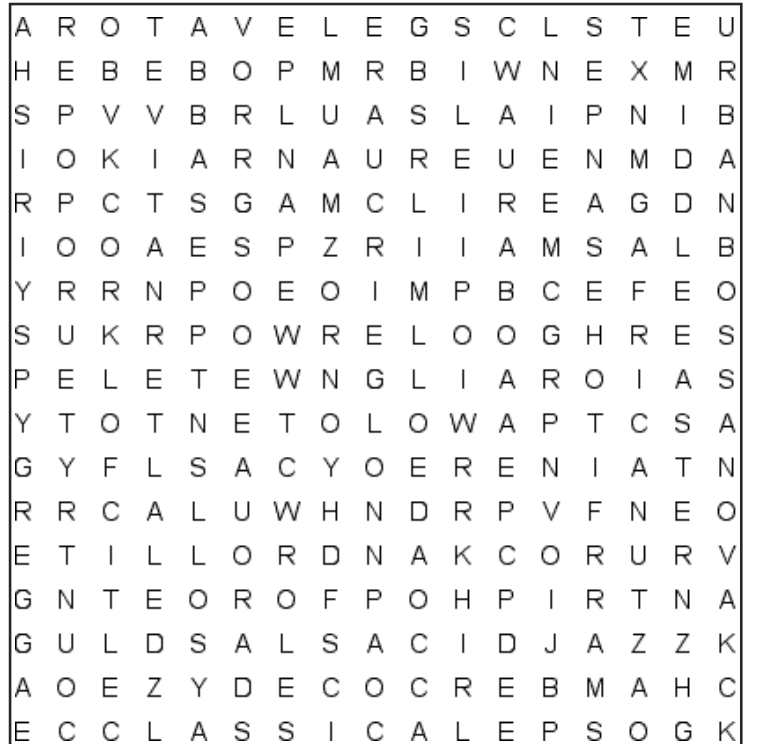 A R O T A V E L E G S C L S T E U
H E B E B O P M R B I W N E X M R
S P V V B R L U A S L A I P N I B
I O K I A R N A U R E U E N M D A
R P C T S G A M C L I R E A G D N
I O O A E S P Z R I I A M S A L B
Y R R N P O E O I M P B C E F E O
S U K R P O W R E L O O G H R E S
P E L E T E W N G L I A R O I A S
Y T O T N E T O L O W A P T C S A
G Y F L S A C Y O E R E N I A T N
R R C A L U W H N D R P V F N E O
E T I L L O R D N A K C O R U R V
G N T E O R O F P O H P I R T N A
G U L D S A L S A C I D J A Z Z K
A O E Z Y D E C O C R E B M A H C
E C C L A S S I C A L E P S O G K